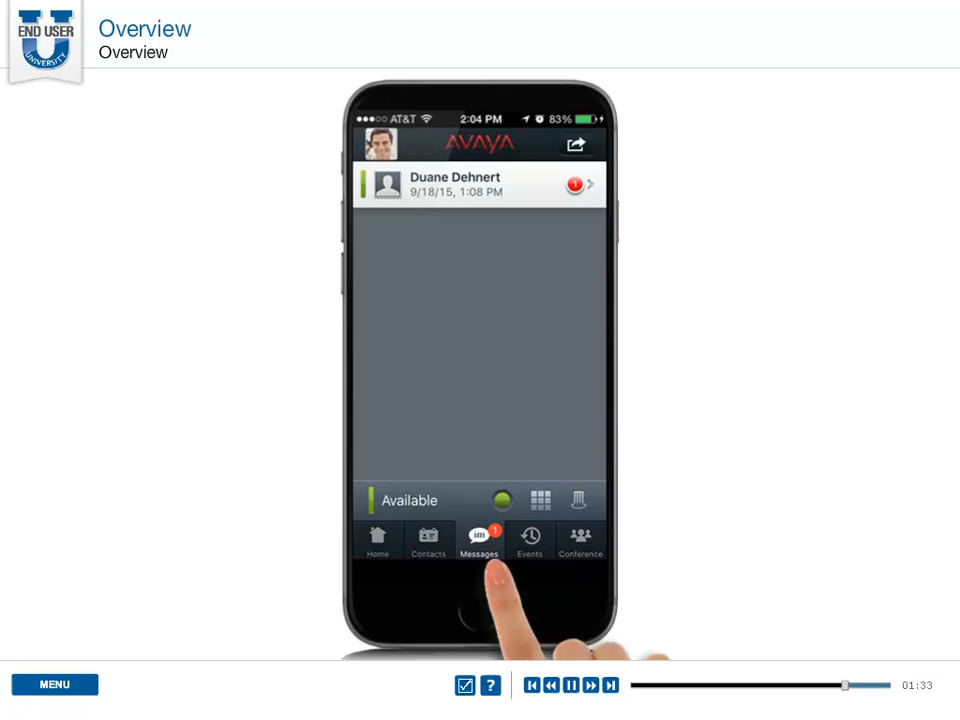 END USER
U
UNIVERSITY
Overview
Overview
AT&T 2:04 PM 83%
AVAYA
Duane Dehnert
9/18/15, 1:08 PM
1
Available
im 1
Home Contacts Messages Events Conference
MENU ? 01:33